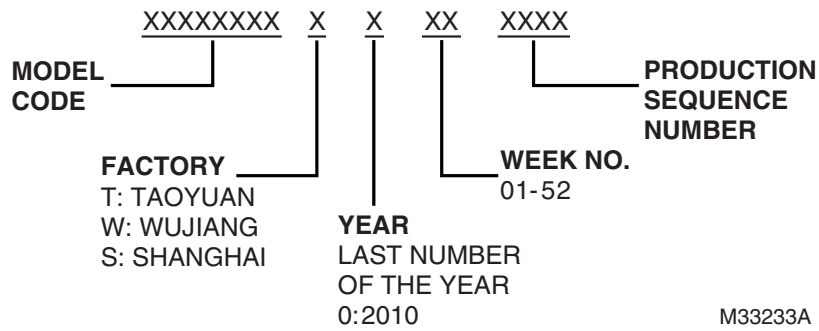 XXXXXXXX X X XX XXXX
MODEL
CODE
PRODUCTION
SEQUENCE
NUMBER
FACTORY
T: TAOYUAN
W: WUJIANG
S: SHANGHAI
WEEK NO.
01-52
YEAR
LAST NUMBER
OF THE YEAR
0:2010
M33233A